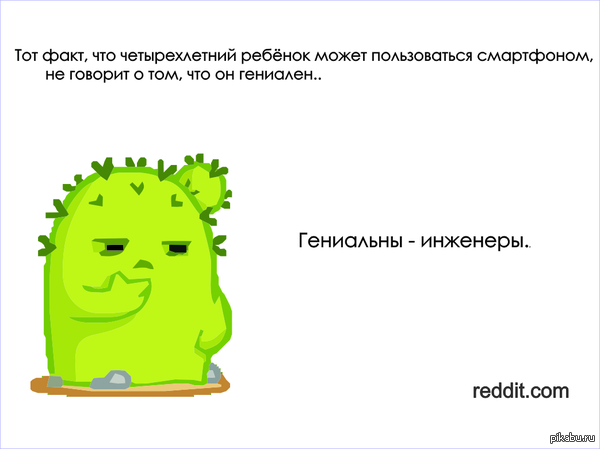 Тот факт, что четырехлетний ребёнок может пользоваться смартфоном,
не говорит о том, что он гениален..
Гениальны - инженеры.
reddit.com
pikabu.ru